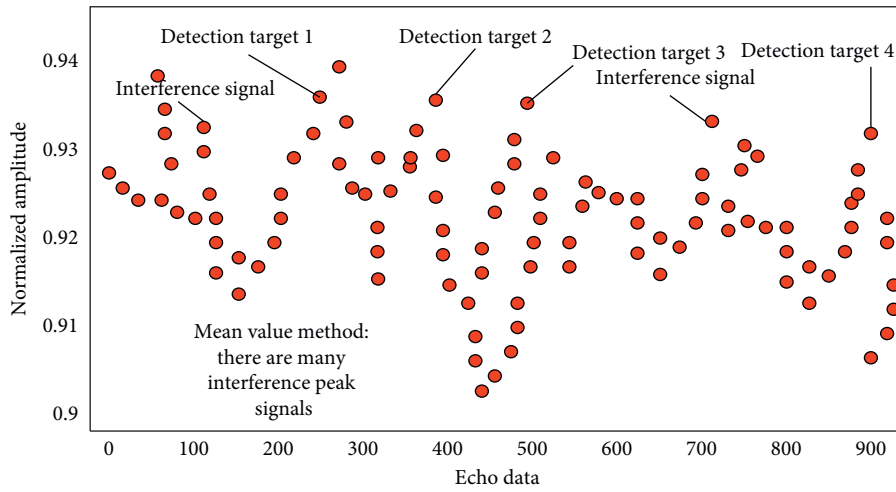 Detection target 1
Detection target 2
Detection target 3
Interference signal
Detection target 4
Interference signal
Mean value method:
there are many
interference peak
signals
Normalized amplitude
0.94
0.93
0.92
0.91
0.9
0 100 200 300 400 500 600 700 800 900
Echo data